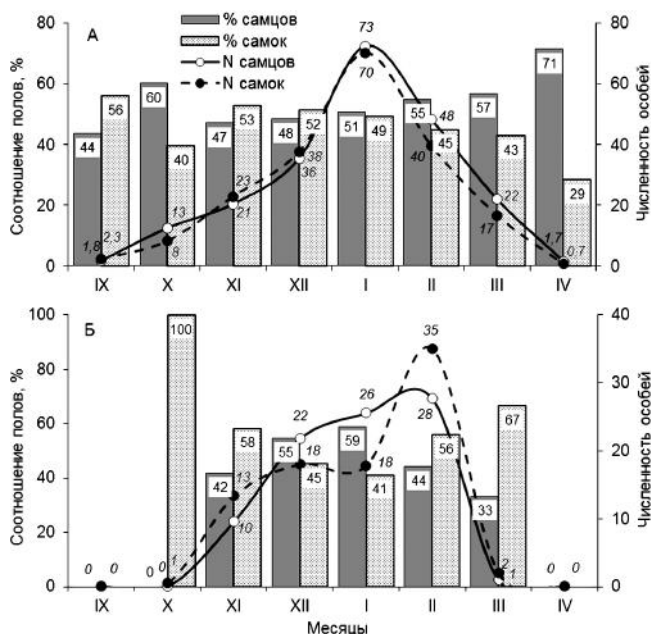 А
% самцов
% самок
N самцов
N самок
Соотношение полов, %
Численность особей
80
60
40
20
0
80
60
40
20
0
44 56 60 40 47 53 48 52 51 49 55 45 57 43 71 29
1,8 2,3 13 8 23 21 38 36 73 70 48 40 22 17 1,7 0,7
IX X XI XII I II III IV
Б
Соотношение полов, %
Численность особей
100
80
60
40
20
0
40
30
20
10
0
100 42 58 55 45 59 41 44 56 33 67
0 0 0 0 1 13 10 22 18 26 18 35 28 2 1 0 0
IX X XI XII I II III IV
Месяцы